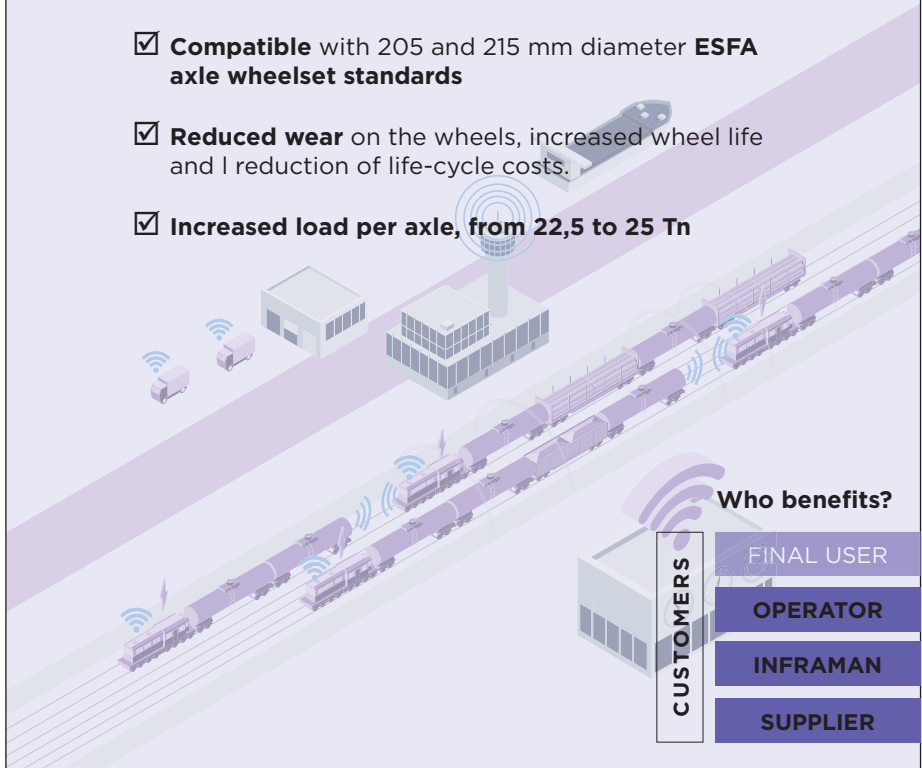 ☑ Compatible with 205 and 215 mm diameter ESFA
axle wheelset standards
☑ Reduced wear on the wheels, increased wheel life
and l reduction of life-cycle costs.
☑ Increased load per axle, from 22,5 to 25 Tn
Who benefits?
CUSTOMERS
FINAL USER
OPERATOR
INFRAMAN
SUPPLIER